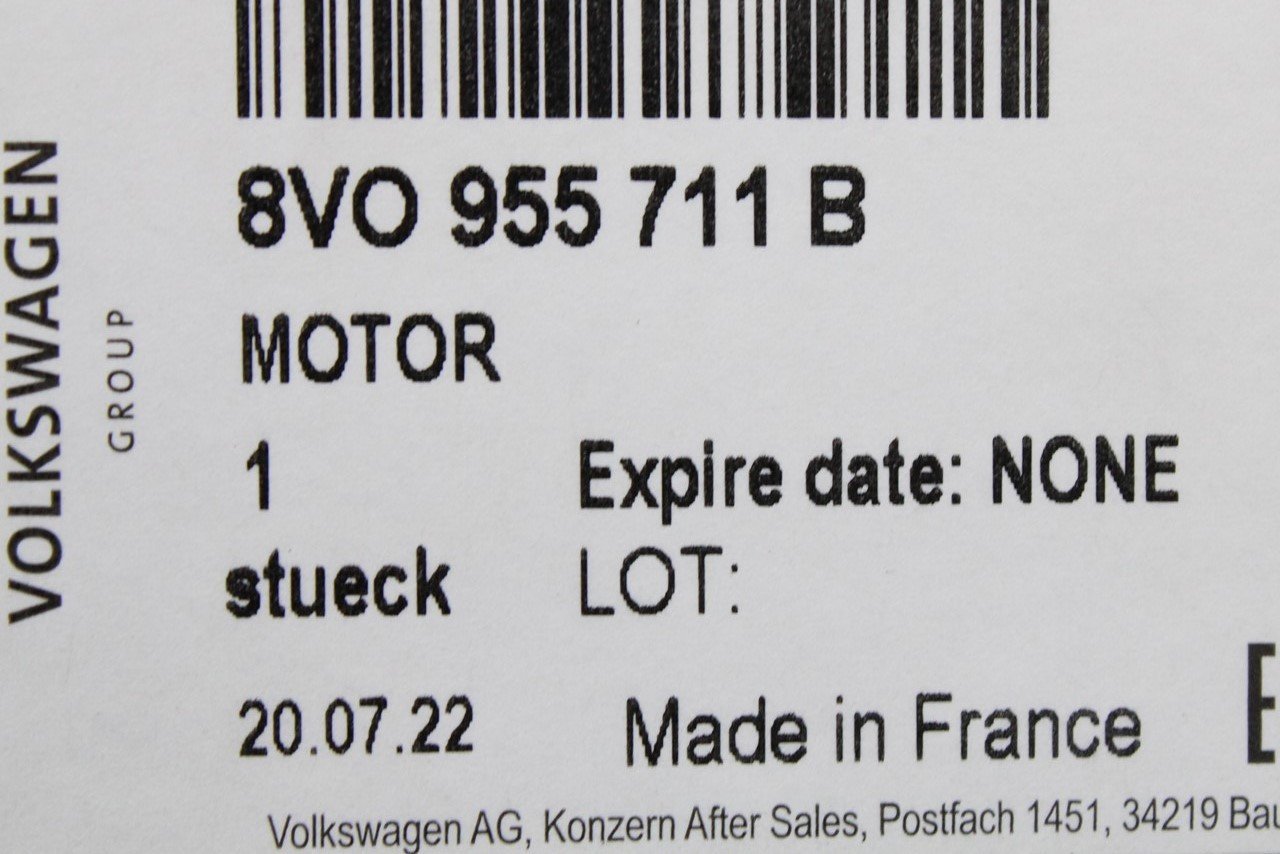 VOLKSWAGEN
GROUP
8VO 955 711 B
MOTOR
1 Expire date: NONE
stueck LOT:
20.07.22 Made in France
Volkswagen AG, Konzern After Sales, Postfach 1451, 34219